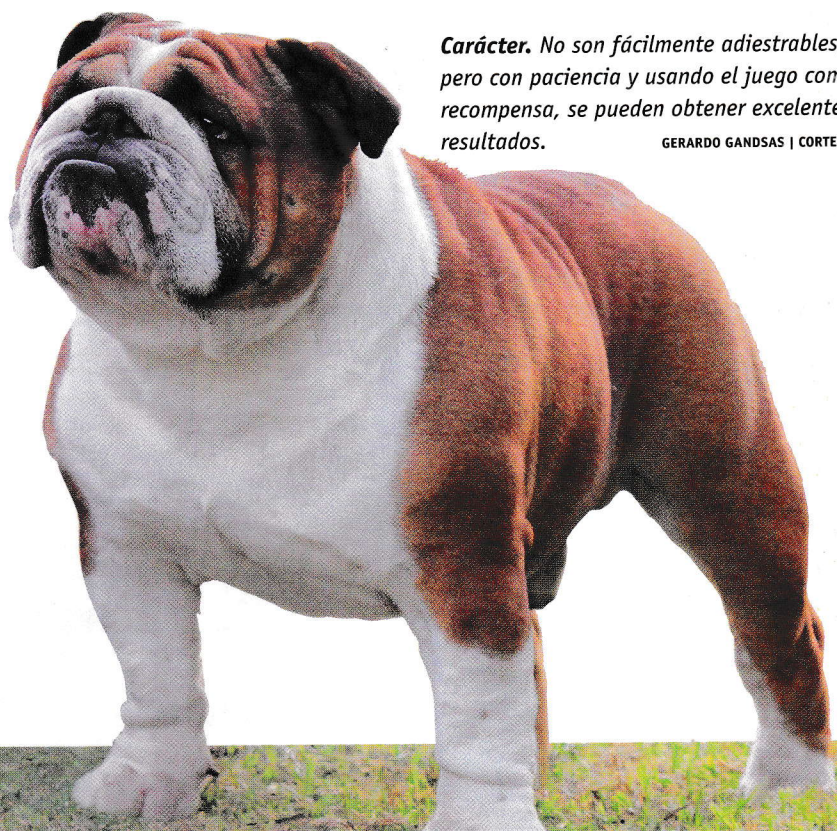 Carácter. No son fácilmente adiestrables
pero con paciencia y usando el juego con
recompensa, se pueden obtener excelente
resultados.
GERARDO GANDSAS | CORTE